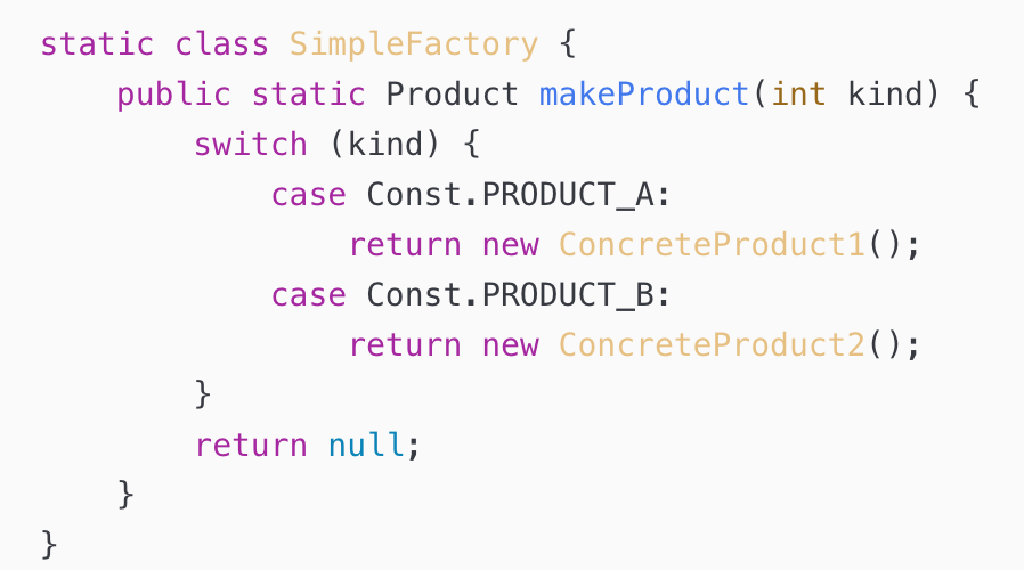 static class SimpleFactory {
    public static Product makeProduct(int kind) {
        switch (kind) {
            case Const.PRODUCT_A:
                return new ConcreteProduct1();
            case Const.PRODUCT_B:
                return new ConcreteProduct2();
        }
        return null;
    }
}